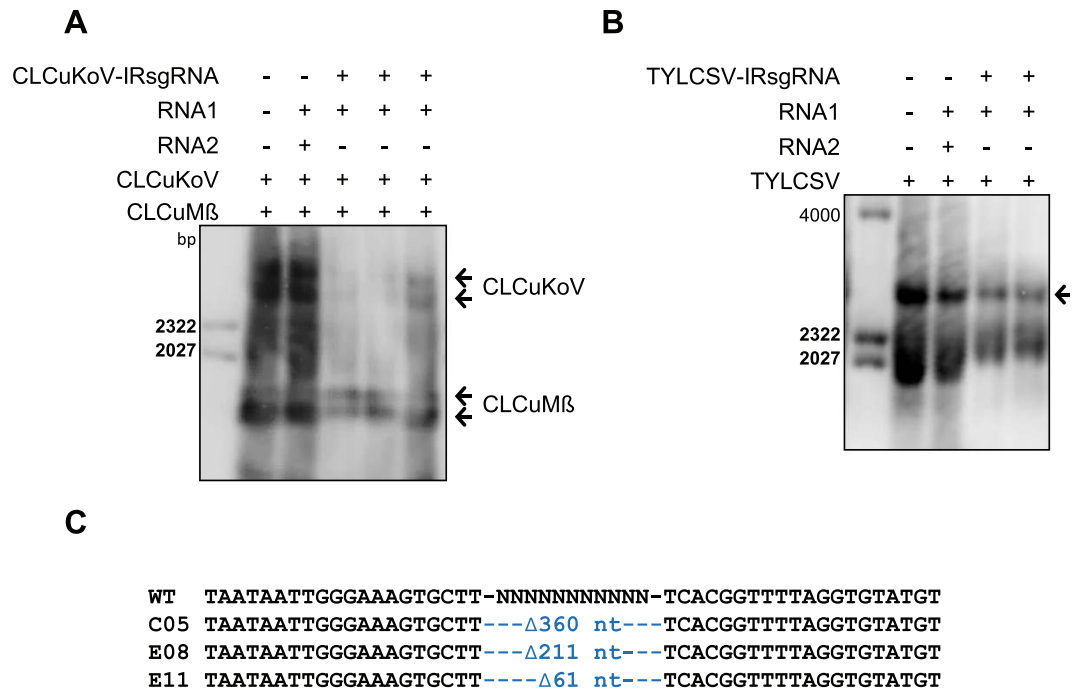 A
CLCuKoV-IRsgRNA - - + + +
RNA1 - + + + +
RNA2 - + - - -
CLCuKoV + + + + +
CLCuMß + + + + +
bp
CLCuKoV
2322
2027
CLCuMß
B
TYLCSV-IRsgRNA - - + +
RNA1 - + + +
RNA2 - + - -
TYLCSV + + + +
4000
2322
2027
C
WT TAATAATTGGGAAAGTGCTT-NNNNNNNNNNN-TCACGGTTTTAGGTGTATGT
C05 TAATAATTGGGAAAGTGCTT---Δ360 nt---TCACGGTTTTAGGTGTATGT
E08 TAATAATTGGGAAAGTGCTT---Δ211 nt---TCACGGTTTTAGGTGTATGT
E11 TAATAATTGGGAAAGTGCTT----Δ61 nt---TCACGGTTTTAGGTGTATGT